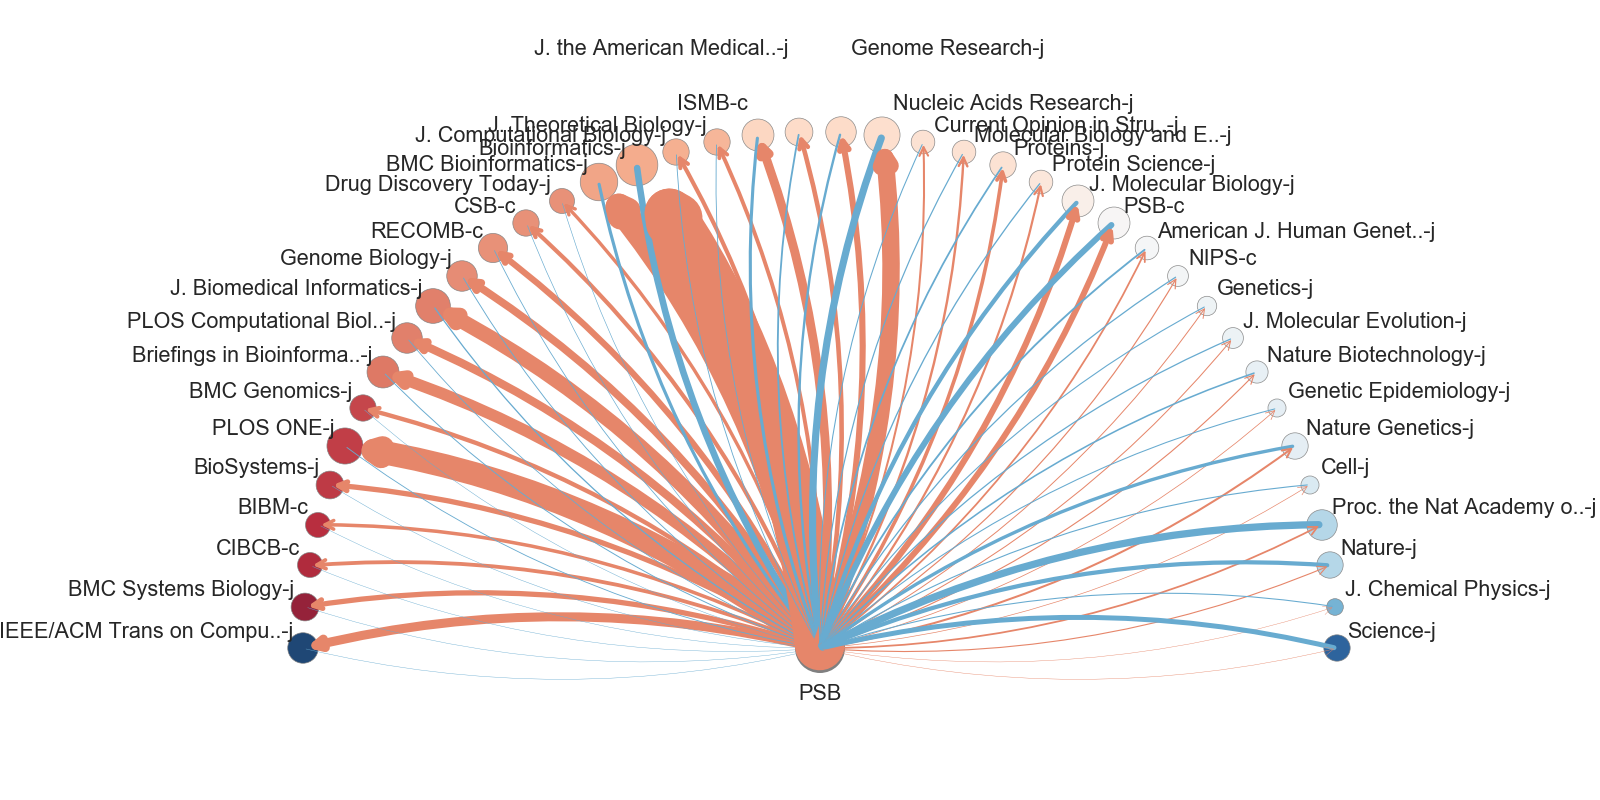 J. the American Medical..-j
Genome Research-j
ISMB-c
Nucleic Acids Research-j
J. Theoretical Biology-j
Current Opinion in Stru..-j
J. Computational Biology-j
Molecular Biology and E..-j
Bioinformatics-j
Proteins-j
BMC Bioinformatics-j
Protein Science-j
Drug Discovery Today-j
J. Molecular Biology-j
CSB-c
PSB-c
RECOMB-c
American J. Human Genet..-j
Genome Biology-j
NIPS-c
J. Biomedical Informatics-j
Genetics-j
PLOS Computational Biol..-j
J. Molecular Evolution-j
Briefings in Bioinforma..-j
Nature Biotechnology-j
BMC Genomics-j
Genetic Epidemiology-j
PLOS ONE-j
Nature Genetics-j
BioSystems-j
Cell-j
BIBM-c
Proc. the Nat Academy o..-j
CIBCB-c
Nature-j
BMC Systems Biology-j
J. Chemical Physics-j
IEEE/ACM Trans on Compu..-j
Science-j
PSB